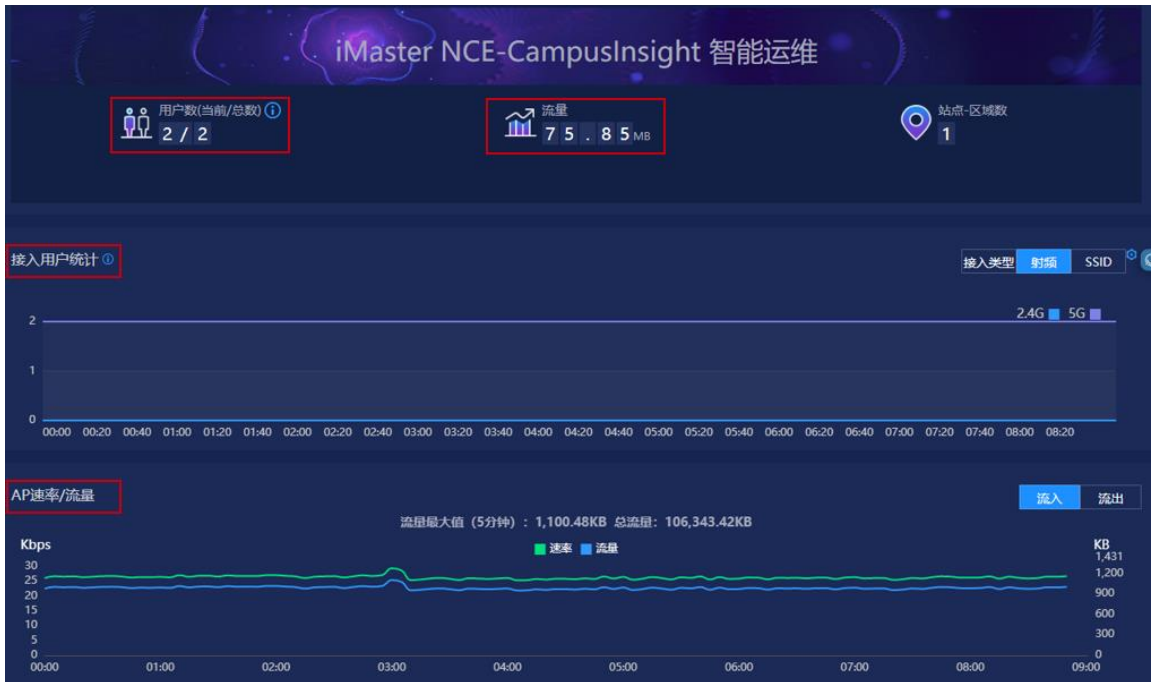 iMaster NCE-CampusInsight 智能运维
用户数(当前/总数)
2 / 2
流量
75.85 MB
站点-区域数
1
接入用户统计
接入类型 射频 SSID
2.4G 5G
2
1
0
00:00 00:20 00:40 01:00 01:20 01:40 02:00 02:20 02:40 03:00 03:20 03:40 04:00 04:20 04:40 05:00 05:20 05:40 06:00 06:20 06:40 07:00 07:20 07:40 08:00 08:20
AP速率/流量
流入 流出
流量最大值（5分钟）：1,100.48KB 总流量：106,343.42KB
Kbps
速率 流量
KB
30
25
20
15
10
5
0
1,431
1,200
900
600
300
0
00:00 01:00 02:00 03:00 04:00 05:00 06:00 07:00 08:00 09:00